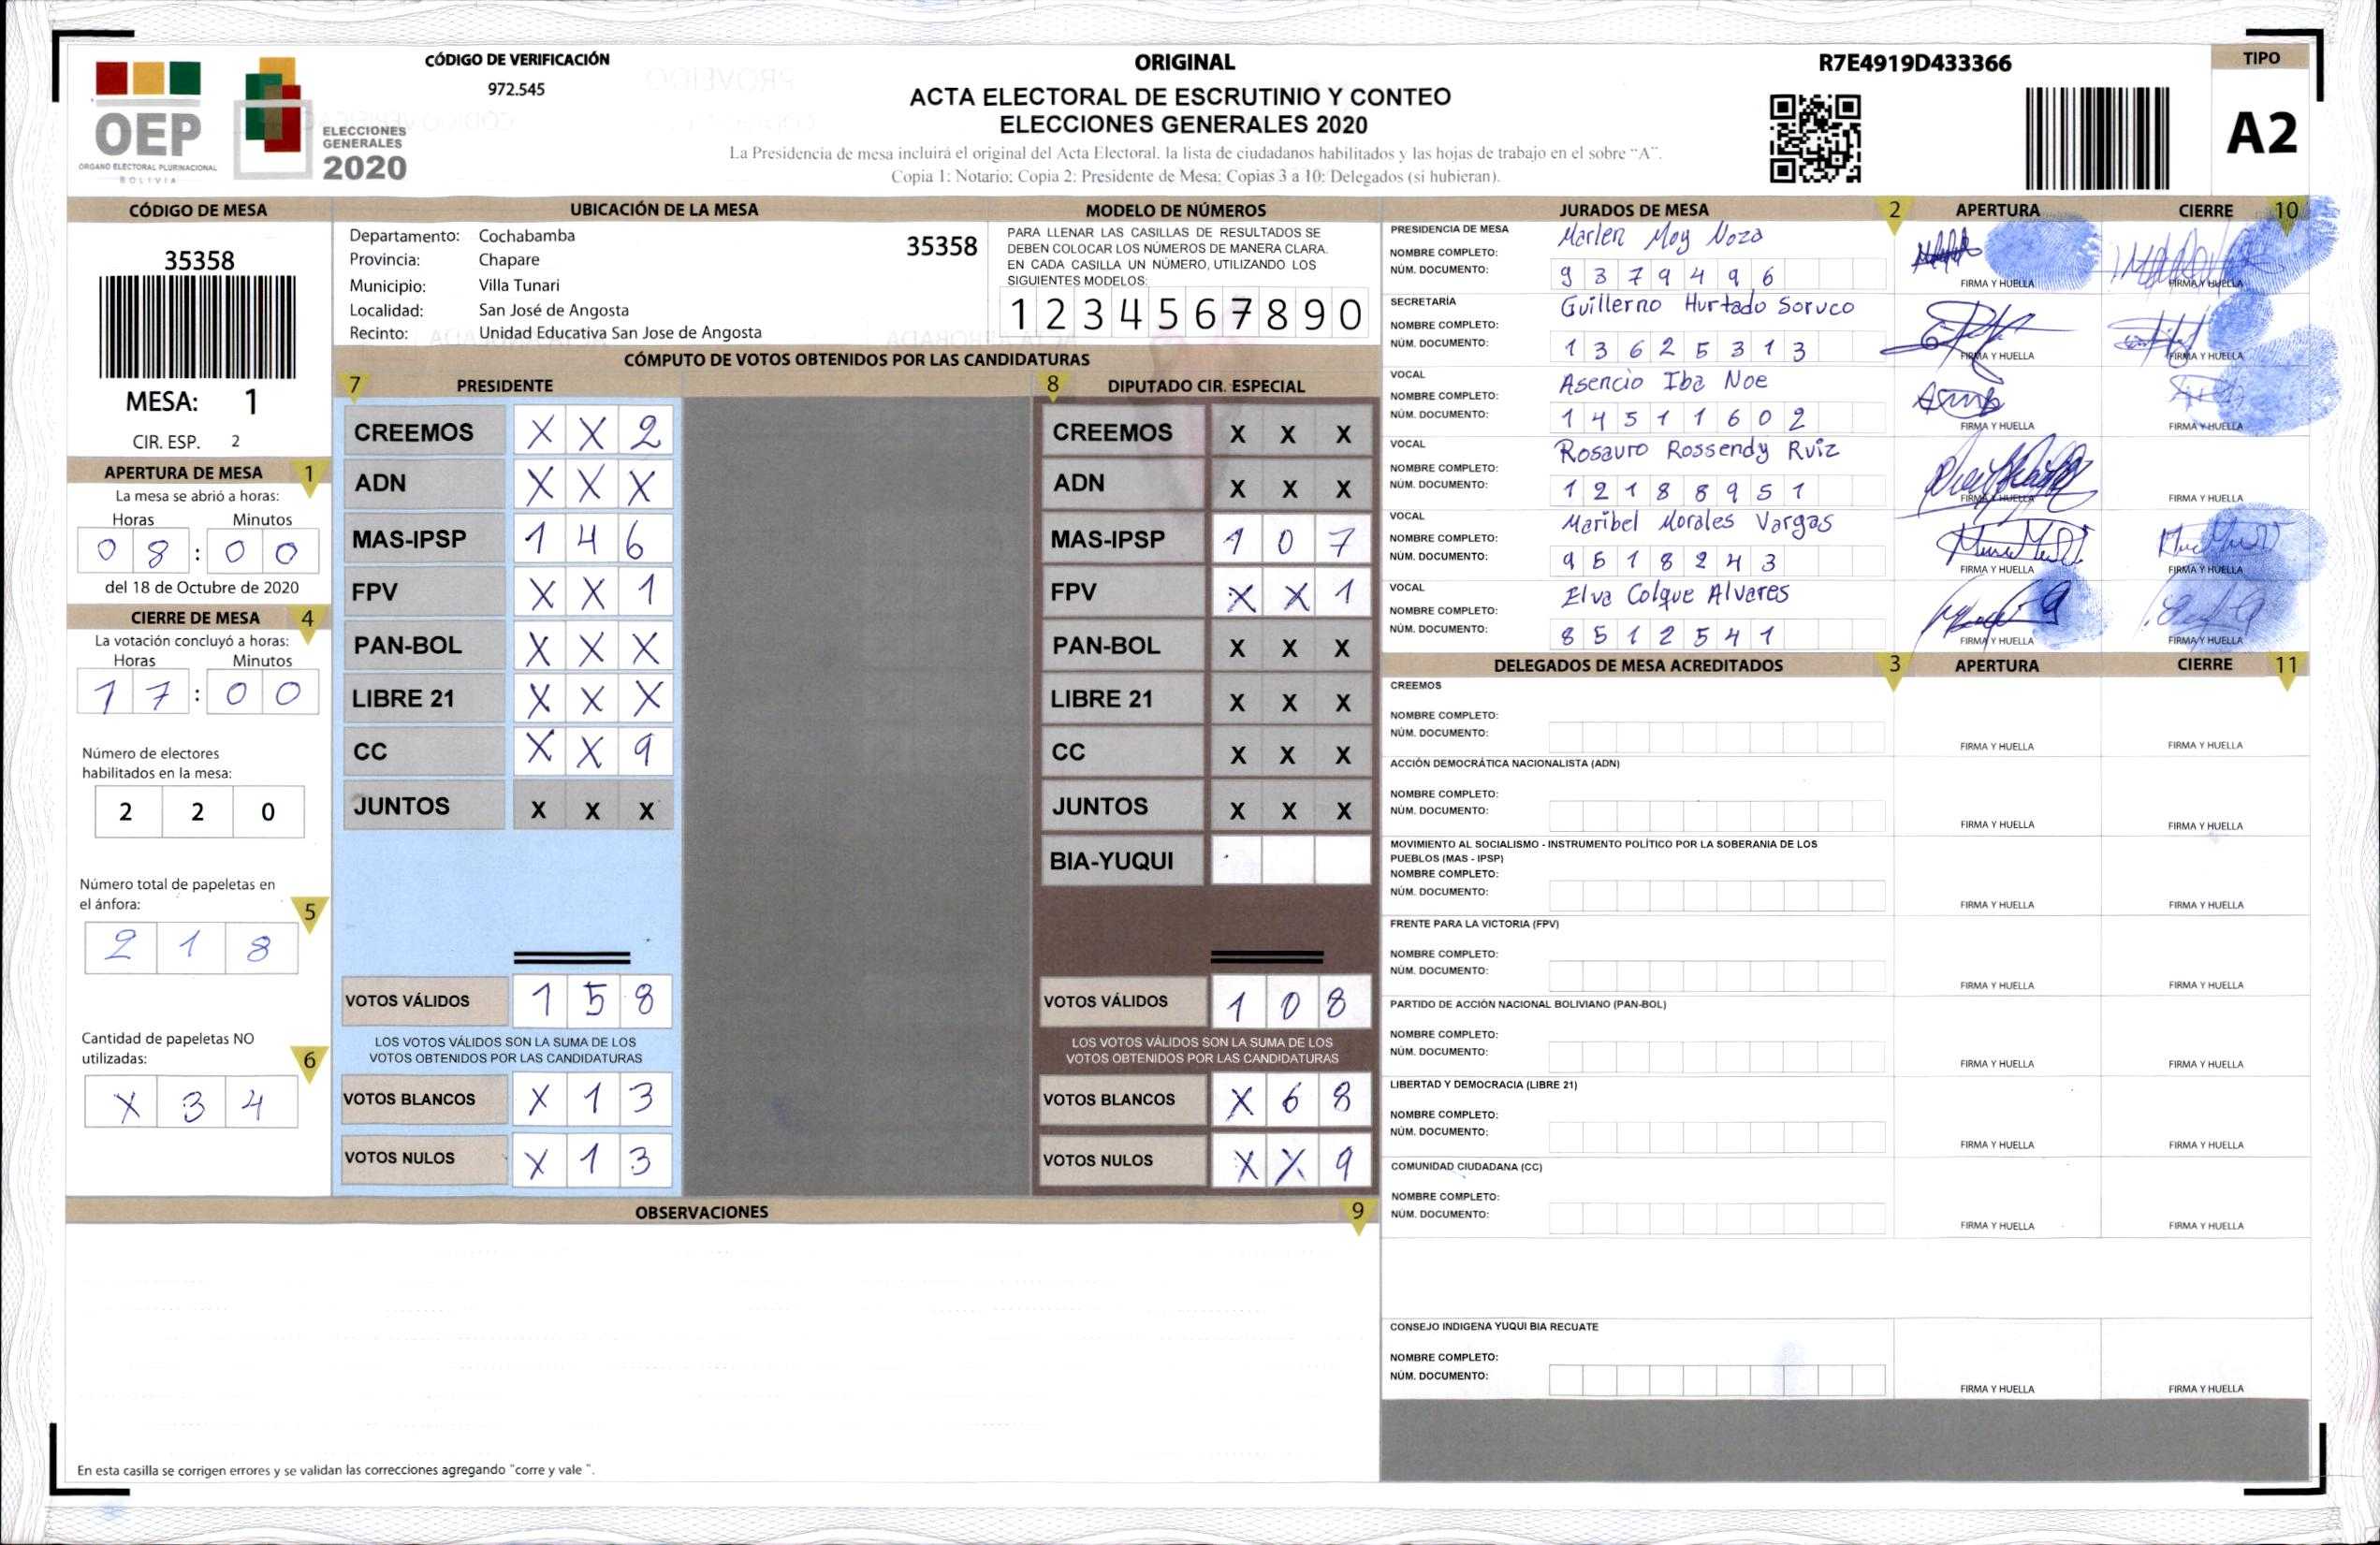 OEP
ÓRGANO ELECTORAL PLURINACIONAL
BOLIVIA
ELECCIONES
GENERALES
2020
CÓDIGO DE VERIFICACIÓN
972.545
ORIGINAL
ACTA ELECTORAL DE ESCRUTINIO Y CONTEO
ELECCIONES GENERALES 2020
La Presidencia de mesa incluirá el original del Acta Electoral, la lista de ciudadanos habilitados y las hojas de trabajo en el sobre "A".
Copia 1: Notario; Copia 2: Presidente de Mesa; Copias 3 a 10: Delegados (si hubieran).
R7E4919D433366
TIPO
A2
CÓDIGO DE MESA
35358
MESA: 1
CIR. ESP. 2
APERTURA DE MESA 1
La mesa se abrió a horas:
Horas Minutos
0 8 : 0 0
del 18 de Octubre de 2020
CIERRE DE MESA 4
La votación concluyó a horas:
Horas Minutos
1 7 : 0 0
Número de electores
habilitados en la mesa:
2 2 0
Número total de papeletas en
el ánfora: 5
2 1 8
Cantidad de papeletas NO
utilizadas: 6
X 3 4
UBICACIÓN DE LA MESA
Departamento: Cochabamba 35358
Provincia: Chapare
Municipio: Villa Tunari
Localidad: San José de Angosta
Recinto: Unidad Educativa San Jose de Angosta
MODELO DE NÚMEROS
PARA LLENAR LAS CASILLAS DE RESULTADOS SE
DEBEN COLOCAR LOS NÚMEROS DE MANERA CLARA.
EN CADA CASILLA UN NÚMERO, UTILIZANDO LOS
SIGUIENTES MODELOS:
1 2 3 4 5 6 7 8 9 0
CÓMPUTO DE VOTOS OBTENIDOS POR LAS CANDIDATURAS
7 PRESIDENTE
CREEMOS X X 2
ADN X X X
MAS-IPSP 1 4 6
FPV X X 1
PAN-BOL X X X
LIBRE 21 X X X
CC X X 9
JUNTOS X X X
VOTOS VÁLIDOS 1 5 8
LOS VOTOS VÁLIDOS SON LA SUMA DE LOS
VOTOS OBTENIDOS POR LAS CANDIDATURAS
VOTOS BLANCOS X 1 3
VOTOS NULOS X 1 3
8 DIPUTADO CIR. ESPECIAL
CREEMOS X X X
ADN X X X
MAS-IPSP 1 0 7
FPV X X 1
PAN-BOL X X X
LIBRE 21 X X X
CC X X X
JUNTOS X X X
BIA-YUQUI
VOTOS VÁLIDOS 1 0 8
LOS VOTOS VÁLIDOS SON LA SUMA DE LOS
VOTOS OBTENIDOS POR LAS CANDIDATURAS
VOTOS BLANCOS X 6 8
VOTOS NULOS X X 9
OBSERVACIONES 9
En esta casilla se corrigen errores y se validan las correcciones agregando "corre y vale ".
JURADOS DE MESA 2 APERTURA CIERRE 10
PRESIDENCIA DE MESA
NOMBRE COMPLETO: Marlen Moy Noza
NÚM. DOCUMENTO: 9 3 7 9 4 9 6
FIRMA Y HUELLA FIRMA Y HUELLA
SECRETARÍA
NOMBRE COMPLETO: Guillerno Hurtado Soruco
NÚM. DOCUMENTO: 1 3 6 2 5 3 1 3
FIRMA Y HUELLA FIRMA Y HUELLA
VOCAL
NOMBRE COMPLETO: Asencio Iba Noe
NÚM. DOCUMENTO: 1 4 5 1 1 6 0 2
FIRMA Y HUELLA FIRMA Y HUELLA
VOCAL
NOMBRE COMPLETO: Rosauro Rossendy Ruiz
NÚM. DOCUMENTO: 1 2 1 8 8 9 5 1
FIRMA Y HUELLA FIRMA Y HUELLA
VOCAL
NOMBRE COMPLETO: Maribel Morales Vargas
NÚM. DOCUMENTO: 9 5 1 8 2 4 3
FIRMA Y HUELLA FIRMA Y HUELLA
VOCAL
NOMBRE COMPLETO: Elva Colque Alvares
NÚM. DOCUMENTO: 8 5 1 2 5 4 1
FIRMA Y HUELLA FIRMA Y HUELLA
DELEGADOS DE MESA ACREDITADOS 3 APERTURA CIERRE 11
CREEMOS
NOMBRE COMPLETO:
NÚM. DOCUMENTO:
FIRMA Y HUELLA FIRMA Y HUELLA
ACCIÓN DEMOCRÁTICA NACIONALISTA (ADN)
NOMBRE COMPLETO:
NÚM. DOCUMENTO:
FIRMA Y HUELLA FIRMA Y HUELLA
MOVIMIENTO AL SOCIALISMO - INSTRUMENTO POLÍTICO POR LA SOBERANIA DE LOS
PUEBLOS (MAS - IPSP)
NOMBRE COMPLETO:
NÚM. DOCUMENTO:
FIRMA Y HUELLA FIRMA Y HUELLA
FRENTE PARA LA VICTORIA (FPV)
NOMBRE COMPLETO:
NÚM. DOCUMENTO:
FIRMA Y HUELLA FIRMA Y HUELLA
PARTIDO DE ACCIÓN NACIONAL BOLIVIANO (PAN-BOL)
NOMBRE COMPLETO:
NÚM. DOCUMENTO:
FIRMA Y HUELLA FIRMA Y HUELLA
LIBERTAD Y DEMOCRACIA (LIBRE 21)
NOMBRE COMPLETO:
NÚM. DOCUMENTO:
FIRMA Y HUELLA FIRMA Y HUELLA
COMUNIDAD CIUDADANA (CC)
NOMBRE COMPLETO:
NÚM. DOCUMENTO:
FIRMA Y HUELLA FIRMA Y HUELLA
CONSEJO INDIGENA YUQUI BIA RECUATE
NOMBRE COMPLETO:
NÚM. DOCUMENTO:
FIRMA Y HUELLA FIRMA Y HUELLA